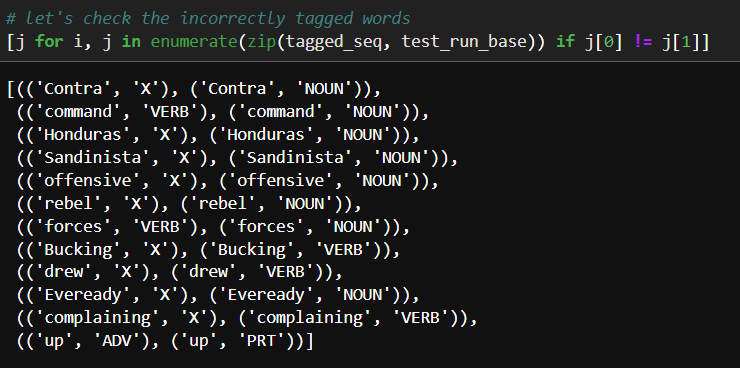 # let's check the incorrectly tagged words
[j for i, j in enumerate(zip(tagged_seq, test_run_base)) if j[0] != j[1]]
[(('Contra', 'X'), ('Contra', 'NOUN')),
(('command', 'VERB'), ('command', 'NOUN')),
(('Honduras', 'X'), ('Honduras', 'NOUN')),
(('Sandinista', 'X'), ('Sandinista', 'NOUN')),
(('offensive', 'X'), ('offensive', 'NOUN')),
(('rebel', 'X'), ('rebel', 'NOUN')),
(('forces', 'VERB'), ('forces', 'NOUN')),
(('Bucking', 'X'), ('Bucking', 'VERB')),
(('drew', 'X'), ('drew', 'VERB')),
(('Eveready', 'X'), ('Eveready', 'NOUN')),
(('complaining', 'X'), ('complaining', 'VERB')),
(('up', 'ADV'), ('up', 'PRT'))]